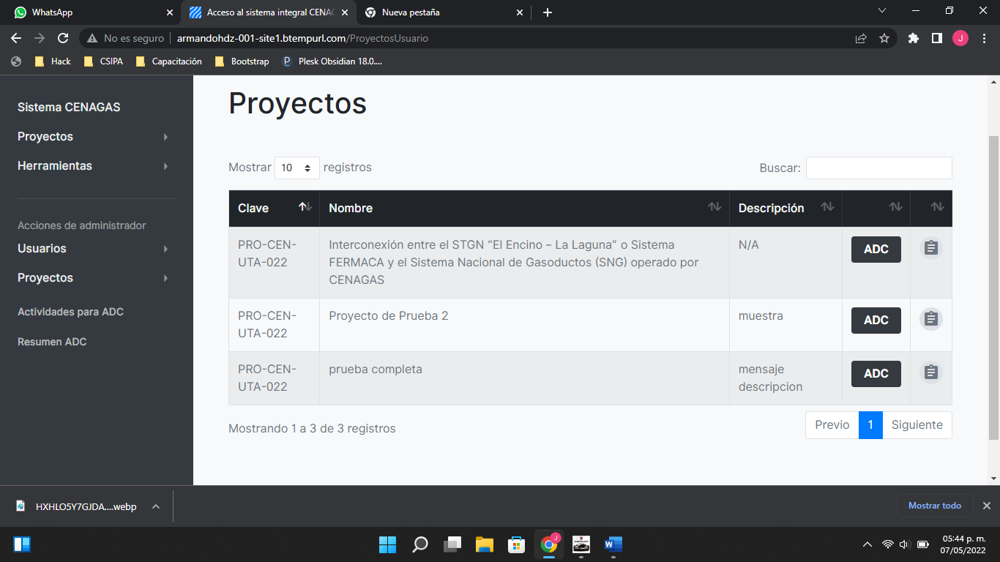 WhatsApp
Acceso al sistema integral CENAG
Nueva pestaña
No es seguro
armandohdz-001-site1.btempurl.com/ProyectosUsuario
J
Hack
CSIPA
Capacitación
Bootstrap
P
Plesk Obsidian 18.0....
Sistema CENAGAS
Proyectos
Herramientas
Acciones de administrador
Usuarios
Proyectos
Actividades para ADC
Resumen ADC
Proyectos
Mostrar 10 registros
Buscar:
Clave Nombre Descripción
PRO-CEN-
UTA-022
Interconexión entre el STGN “El Encino – La Laguna” o Sistema
FERMACA y el Sistema Nacional de Gasoductos (SNG) operado por
CENAGAS
N/A
ADC
PRO-CEN-
UTA-022
Proyecto de Prueba 2
muestra
ADC
PRO-CEN-
UTA-022
prueba completa
mensaje
descripcion
ADC
Mostrando 1 a 3 de 3 registros
Previo 1 Siguiente
HXHLO5Y7GJDA....webp
Mostrar todo
J
W
05:44 p. m.
07/05/2022